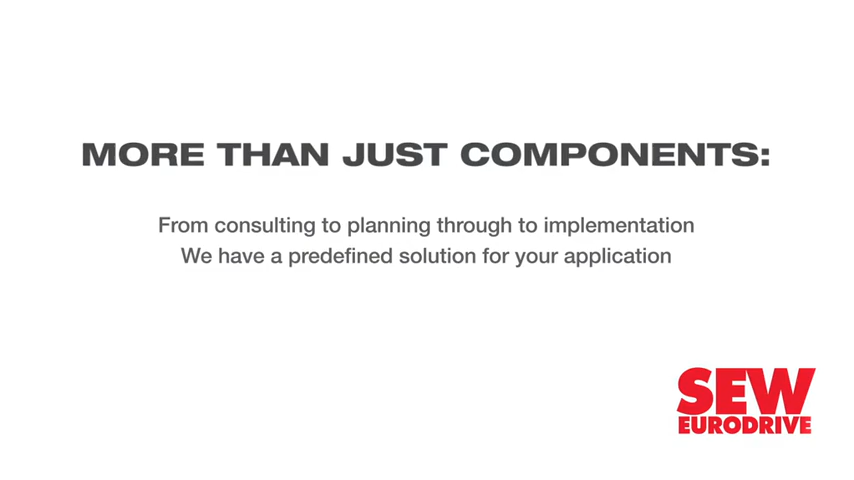 MORE THAN JUST COMPONENTS:
From consulting to planning through to implementation
We have a predefined solution for your application
SEW
EURODRIVE